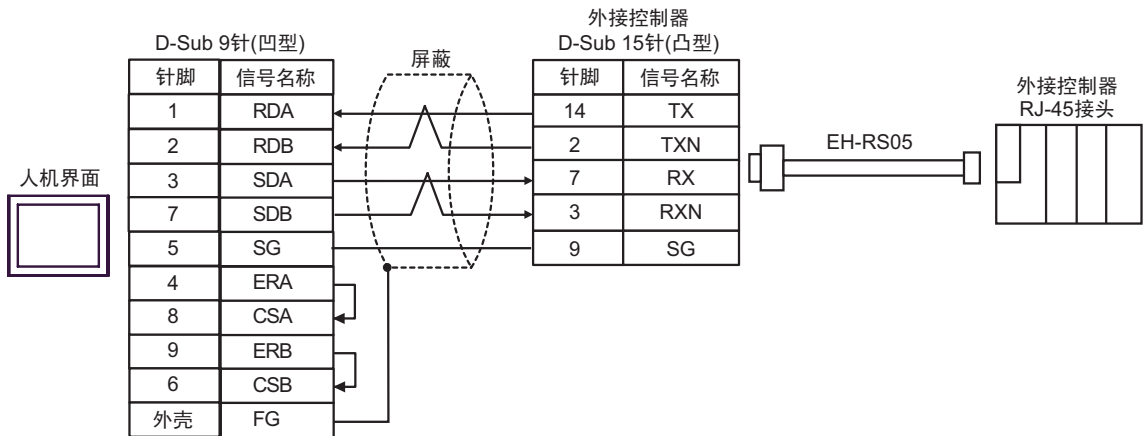 外接控制器
D-Sub 9针(凹型)
D-Sub 15针(凸型)
屏蔽
针脚 信号名称
针脚 信号名称
外接控制器
RJ-45接头
1 RDA
14 TX
2 RDB
2 TXN
EH-RS05
人机界面
3 SDA
7 RX
7 SDB
3 RXN
5 SG
9 SG
4 ERA
8 CSA
9 ERB
6 CSB
外壳 FG